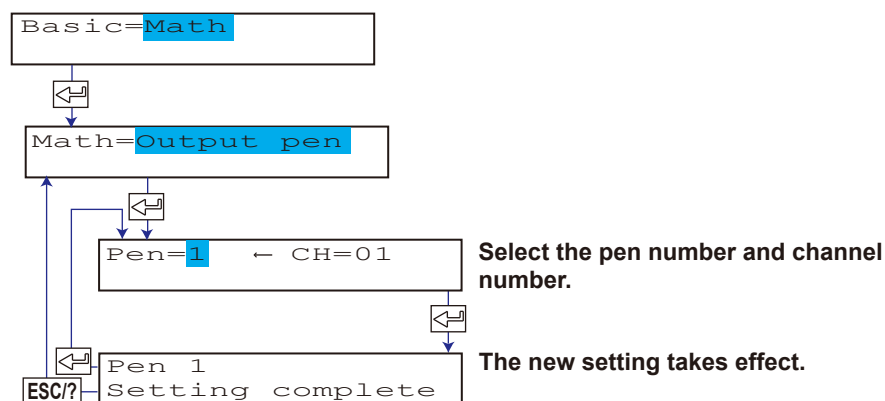 Basic=Math
Math=Output pen
Pen=1 ← CH=01
Select the pen number and channel
number.
Pen 1
Setting complete
The new setting takes effect.
ESC/?